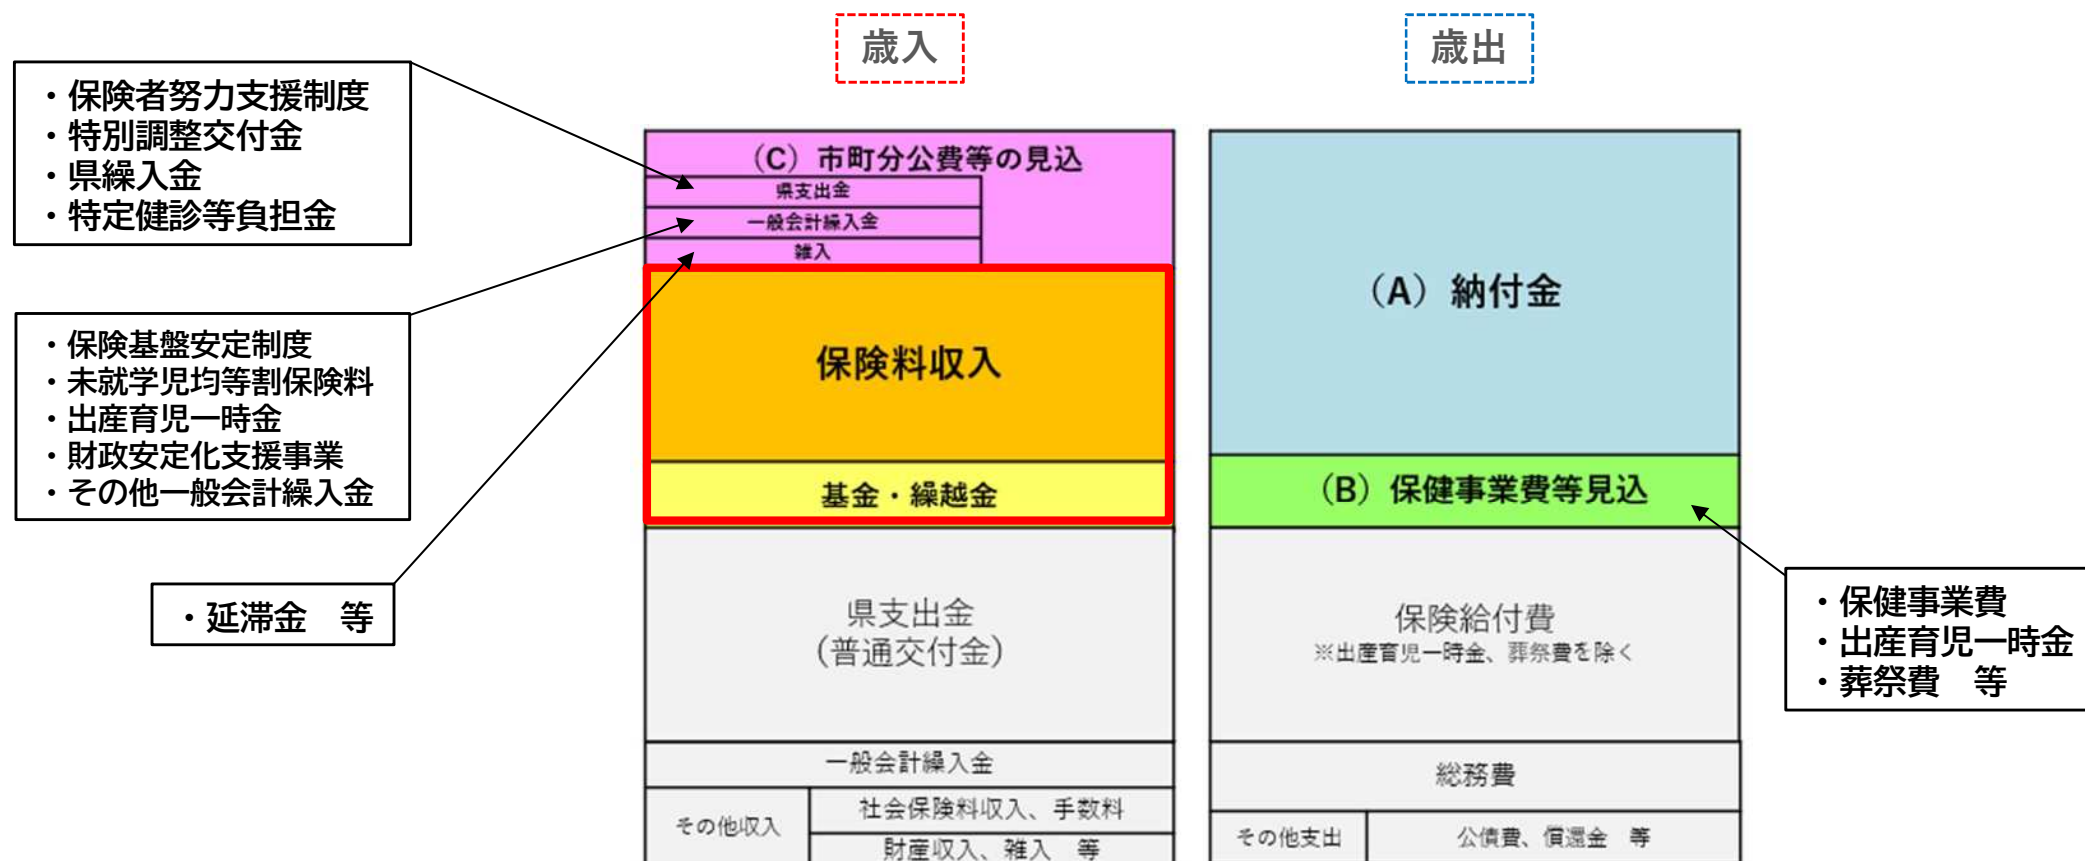 歳入
歳出
・保険者努力支援制度
・特別調整交付金
・県繰入金
・特定健診等負担金
・保険基盤安定制度
・未就学児均等割保険料
・出産育児一時金
・財政安定化支援事業
・その他一般会計繰入金
・延滞金　等
（C）市町分公費等の見込
県支出金
一般会計繰入金
雑入
保険料収入
基金・繰越金
県支出金
（普通交付金）
一般会計繰入金
その他収入
社会保険料収入、手数料
財産収入、雑入　等
（A）納付金
（B）保健事業費等見込
保険給付費
※出産育児一時金、葬祭費を除く
総務費
その他支出
公債費、償還金　等
・保健事業費
・出産育児一時金
・葬祭費　等